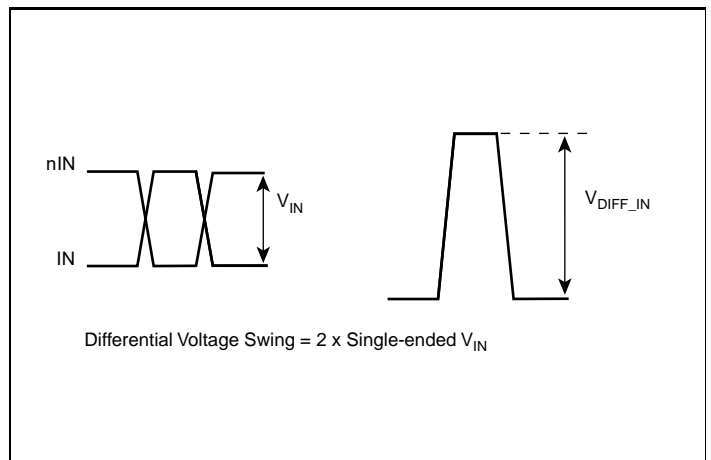 nIN
V_IN
IN
V_DIFF_IN
Differential Voltage Swing = 2 x Single-ended V_IN